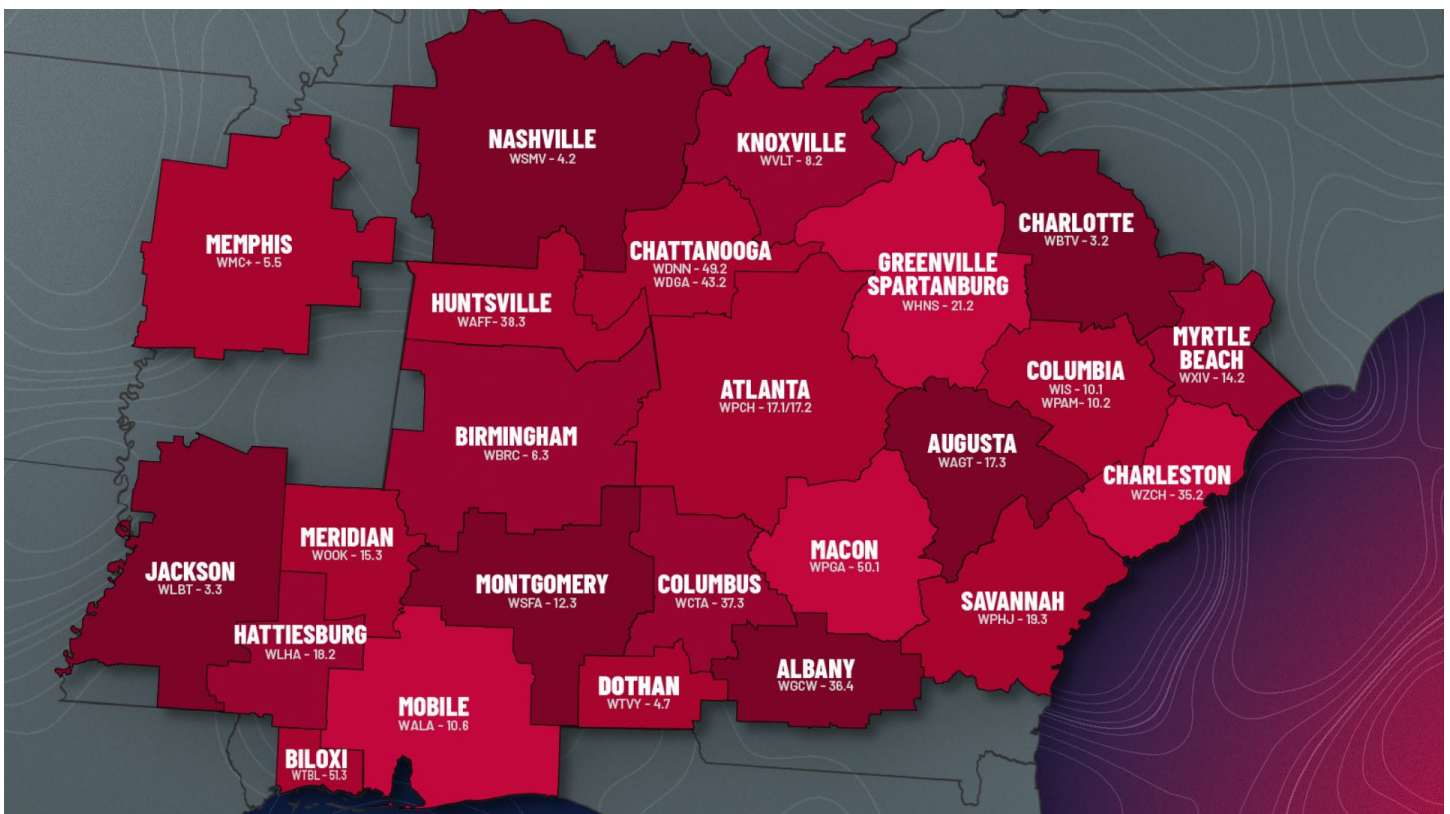 NASHVILLE
WSMV - 4.2
KNOXVILLE
WVLT - 8.2
MEMPHIS
WMC+ - 5.5
CHATTANOOGA
WDNN - 49.2
WDGA - 43.2
CHARLOTTE
WBTV - 3.2
GREENVILLE
SPARTANBURG
WHNS - 21.2
HUNTSVILLE
WAFF- 38.3
MYRTLE
BEACH
WXIV - 14.2
COLUMBIA
WIS - 10.1
WPAM- 10.2
ATLANTA
WPCH - 17.1/17.2
BIRMINGHAM
WBRC - 6.3
AUGUSTA
WAGT - 17.3
CHARLESTON
WZCH - 35.2
MERIDIAN
WOOK - 15.3
MACON
WPGA - 50.1
JACKSON
WLBT - 3.3
MONTGOMERY
WSFA - 12.3
COLUMBUS
WCTA - 37.3
SAVANNAH
WPHJ - 19.3
HATTIESBURG
WLHA - 18.2
ALBANY
WGCW - 36.4
DOTHAN
WTVY - 4.7
MOBILE
WALA - 10.6
BILOXI
WTBL - 51.3